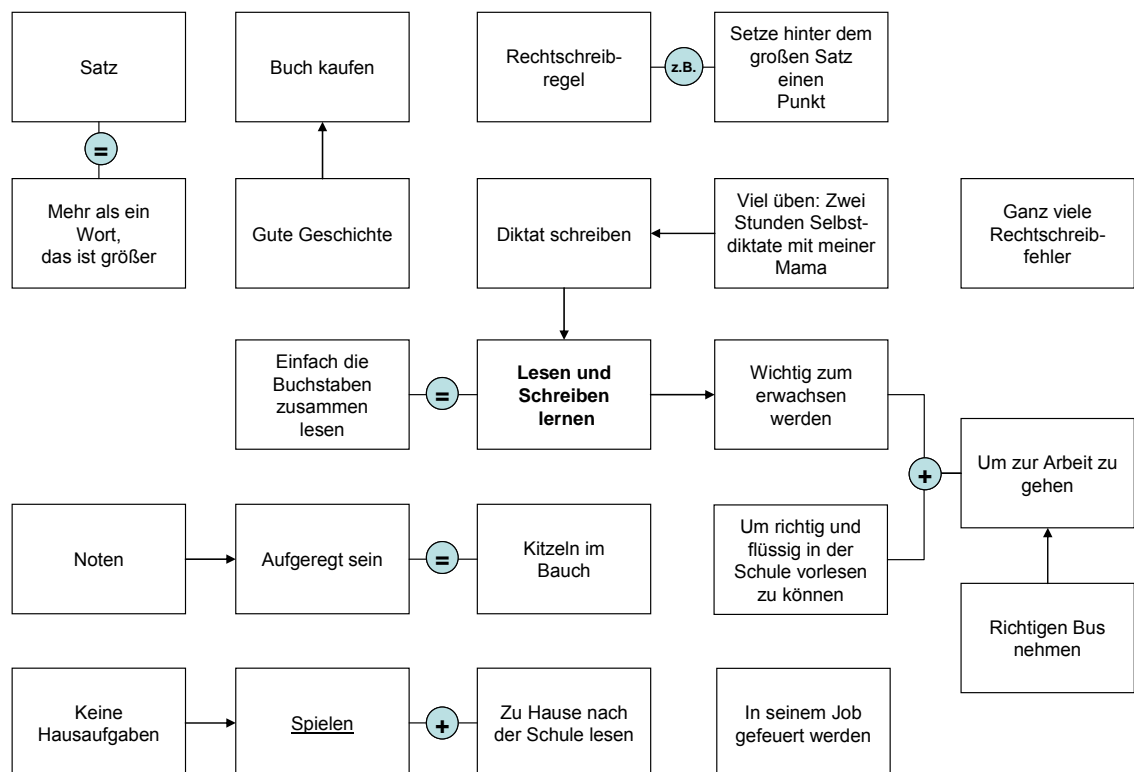 Satz
Buch kaufen
Rechtschreib-
regel
z.B.
Setze hinter dem
großen Satz
einen
Punkt
=
Mehr als ein
Wort,
das ist größer
Gute Geschichte
Diktat schreiben
Viel üben: Zwei
Stunden Selbst-
diktate mit meiner
Mama
Ganz viele
Rechtschreib-
fehler
Einfach die
Buchstaben
zusammen
lesen
=
Lesen und
Schreiben
lernen
Wichtig zum
erwachsen
werden
+
Um zur Arbeit zu
gehen
Noten
Aufgeregt sein
=
Kitzeln im
Bauch
Um richtig und
flüssig in der
Schule vorlesen
zu können
Richtigen Bus
nehmen
Keine
Hausaufgaben
Spielen
+
Zu Hause nach
der Schule lesen
In seinem Job
gefeuert werden